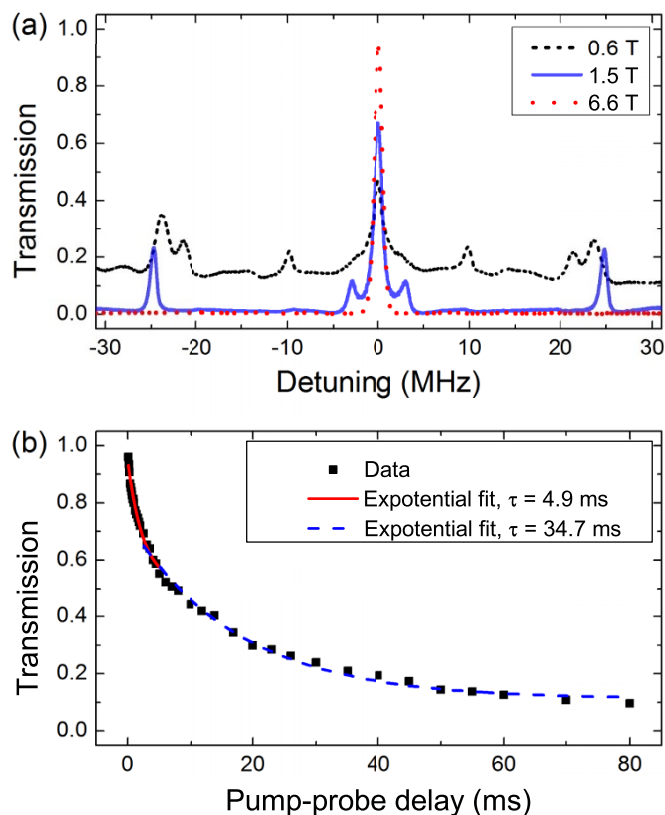 (a)
1.0
0.8
0.6
0.4
0.2
0.0
Transmission
0.6 T
1.5 T
6.6 T
-30 -20 -10 0 10 20 30
Detuning (MHz)
(b)
1.0
0.8
0.6
0.4
0.2
0.0
Transmission
Data
Expotential fit, τ = 4.9 ms
Expotential fit, τ = 34.7 ms
0 20 40 60 80
Pump-probe delay (ms)